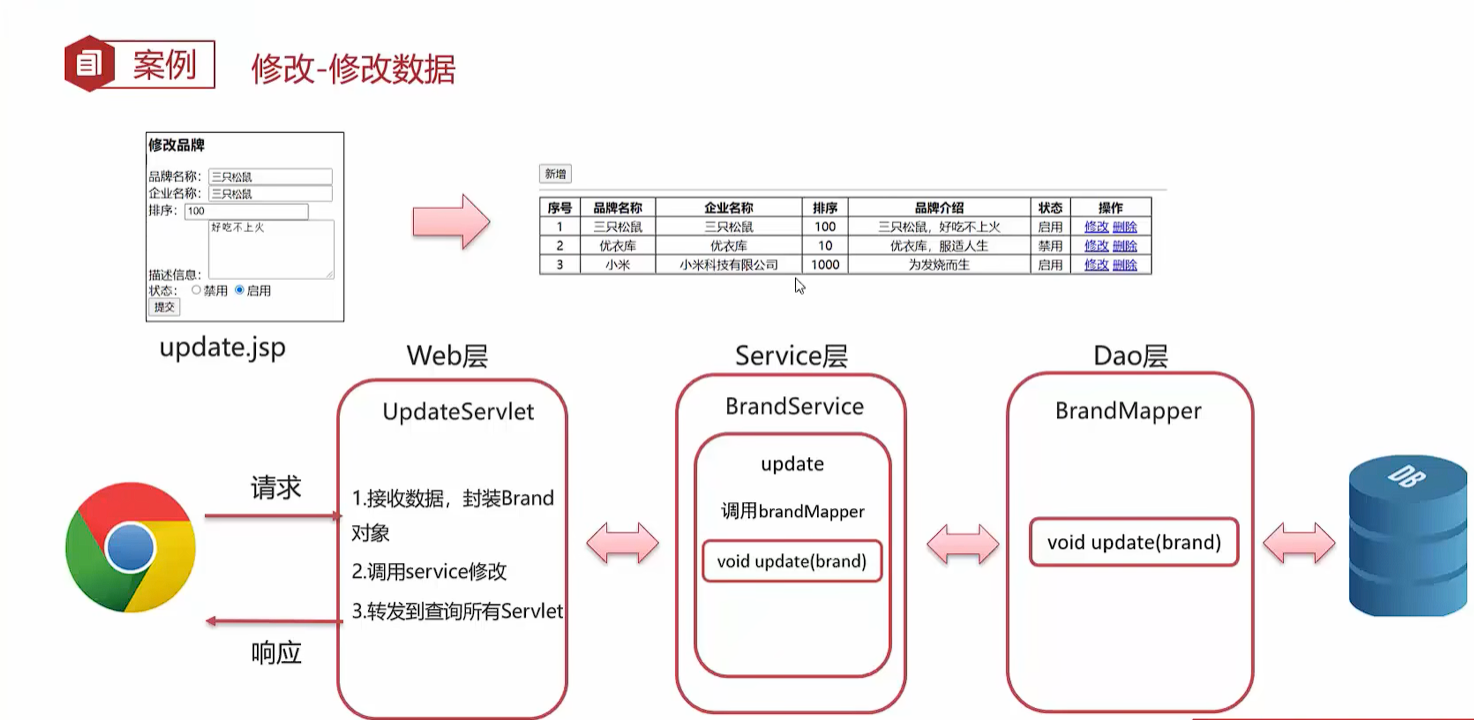 案例
修改-修改数据
修改品牌
品牌名称： 三只松鼠
企业名称： 三只松鼠
排序： 100
好吃不上火
描述信息：
状态： 禁用 启用
提交
update.jsp
新增
序号 品牌名称 企业名称 排序 品牌介绍 状态 操作
1 三只松鼠 三只松鼠 100 三只松鼠，好吃不上火 启用 修改 删除
2 优衣库 优衣库 10 优衣库，服适人生 禁用 修改 删除
3 小米 小米科技有限公司 1000 为发烧而生 启用 修改 删除
Web层
UpdateServlet
1.接收数据，封装Brand
对象
2.调用service修改
3.转发到查询所有Servlet
请求
响应
Service层
BrandService
update
调用brandMapper
void update(brand)
Dao层
BrandMapper
void update(brand)
DB